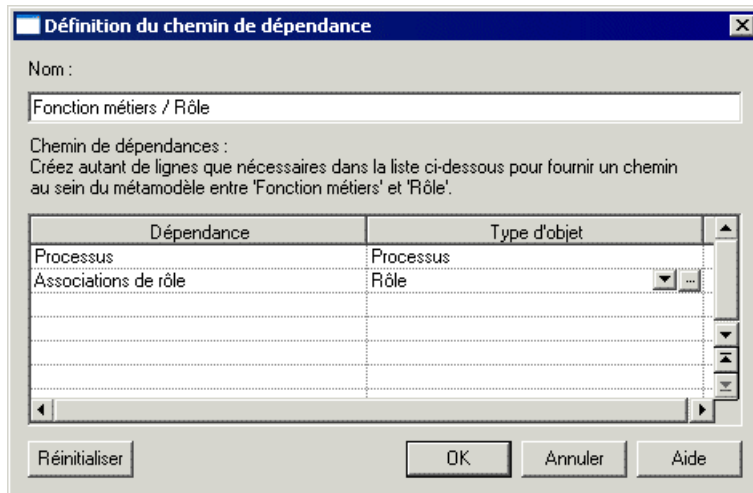 Définition du chemin de dépendance
Nom :
Fonction métiers / Rôle
Chemin de dépendances :
Créez autant de lignes que nécessaires dans la liste ci-dessous pour fournir un chemin
au sein du métamodèle entre 'Fonction métiers' et 'Rôle'.
Dépendance Type d'objet
Processus Processus
Associations de rôle Rôle ...
Réinitialiser OK Annuler Aide